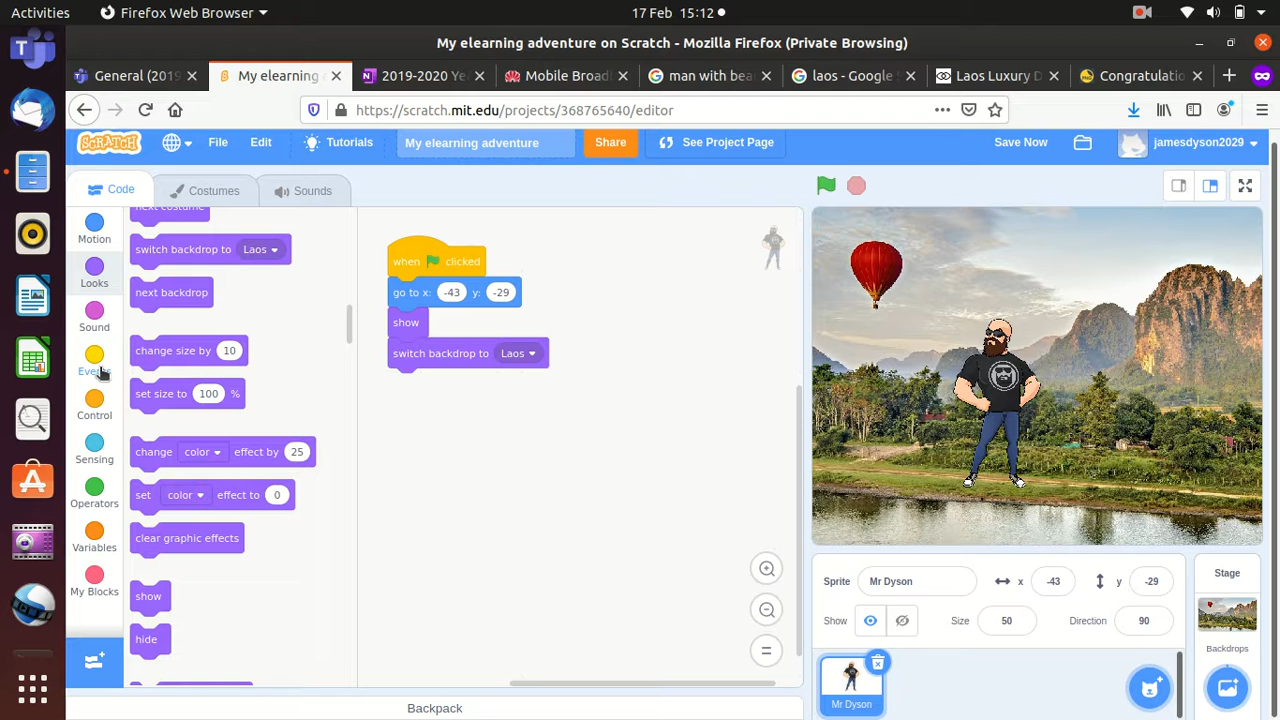 Activities Firefox Web Browser 17 Feb 15:12
My elearning adventure on Scratch - Mozilla Firefox (Private Browsing)
General (2019 My elearning a 2019-2020 Ye Mobile Broad man with bea laos - Google Laos Luxury D Congratulatio
https://scratch.mit.edu/projects/368765640/editor
SCRATCH File Edit Tutorials My elearning adventure Share See Project Page Save Now jamesdyson2029
Code Costumes Sounds
Motion
Looks
Sound
Events
Control
Sensing
Operators
Variables
My Blocks
next costume
switch backdrop to Laos
next backdrop
change size by 10
set size to 100 %
change color effect by 25
set color effect to 0
clear graphic effects
show
hide
when clicked
go to x: -43 y: -29
show
switch backdrop to Laos
Sprite Mr Dyson x -43 y -29
Show Size 50 Direction 90
Mr Dyson
Stage
Backdrops
Backpack